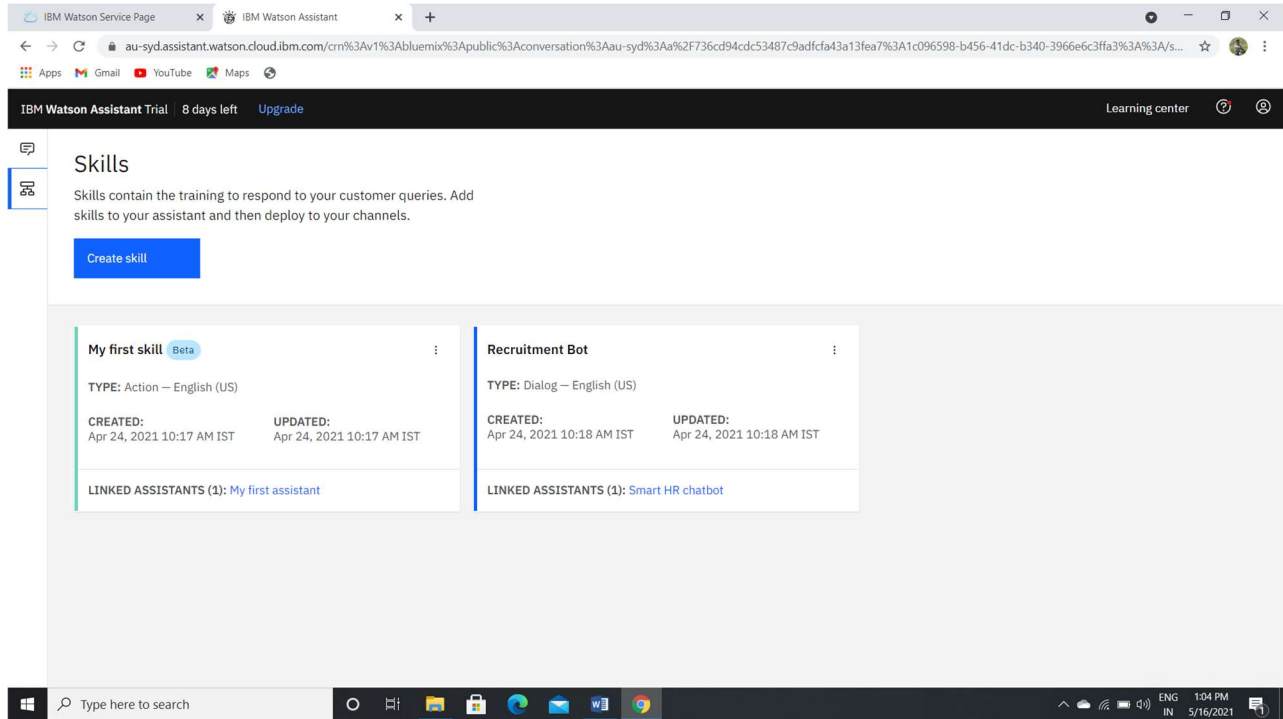 IBM Watson Service Page
IBM Watson Assistant
au-syd.assistant.watson.cloud.ibm.com/crn%3Av1%3Abluemix%3Apublic%3Aconversation%3Aau-syd%3Aa%2F736cd94cdc53487c9adfcfa43a13fea7%3A1c096598-b456-41dc-b340-3966e6c3ffa3%3A%3A/s...
Apps Gmail YouTube Maps
IBM Watson Assistant Trial 8 days left Upgrade Learning center
Skills
Skills contain the training to respond to your customer queries. Add
skills to your assistant and then deploy to your channels.
Create skill
My first skill Beta
TYPE: Action — English (US)
CREATED: UPDATED:
Apr 24, 2021 10:17 AM IST Apr 24, 2021 10:17 AM IST
LINKED ASSISTANTS (1): My first assistant
Recruitment Bot
TYPE: Dialog — English (US)
CREATED: UPDATED:
Apr 24, 2021 10:18 AM IST Apr 24, 2021 10:18 AM IST
LINKED ASSISTANTS (1): Smart HR chatbot
Type here to search
ENG 1:04 PM
IN 5/16/2021